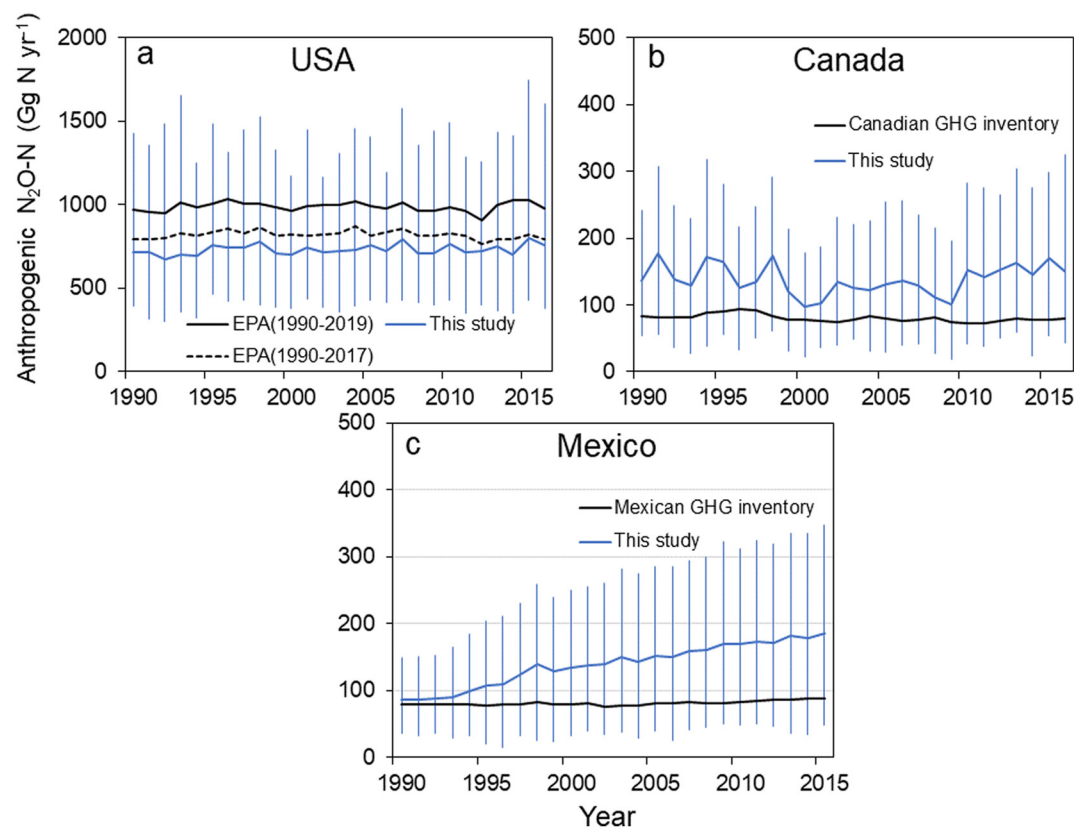 Anthropogenic N₂O-N (Gg N yr⁻¹)
a
USA
2000
1500
1000
500
0
EPA(1990-2019)
This study
EPA(1990-2017)
1990
1995
2000
2005
2010
2015
b
Canada
500
400
300
200
100
0
Canadian GHG inventory
This study
1990
1995
2000
2005
2010
2015
c
Mexico
500
400
300
200
100
0
Mexican GHG inventory
This study
1990
1995
2000
2005
2010
2015
Year